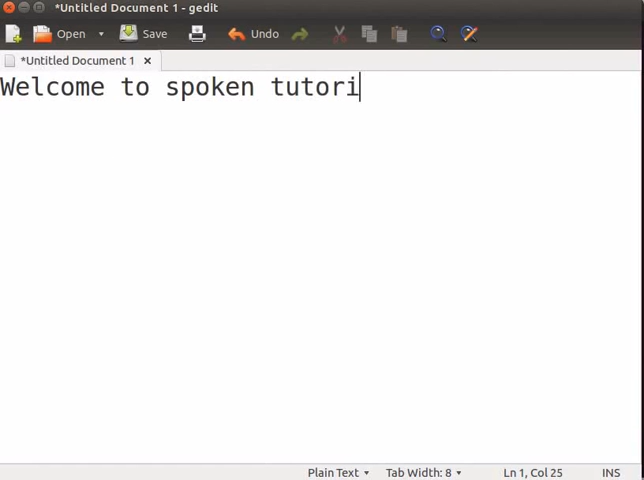 *Untitled Document 1 - gedit
Open Save Undo
*Untitled Document 1
Welcome to spoken tutori
Plain Text Tab Width: 8 Ln 1, Col 25 INS